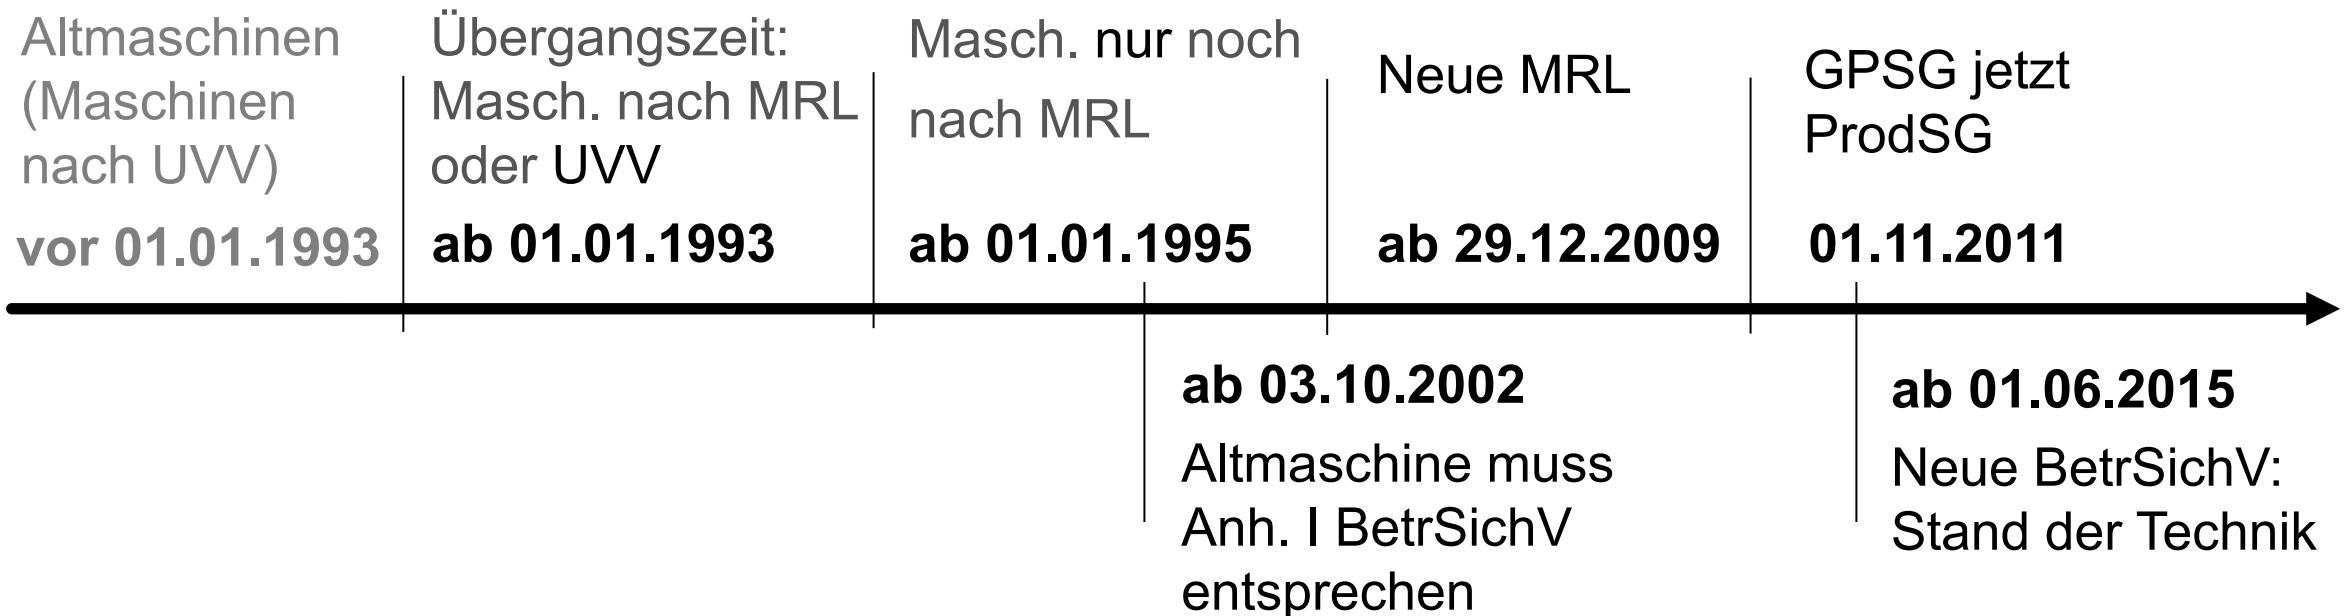 Altmaschinen
(Maschinen
nach UVV)
vor 01.01.1993
Übergangszeit:
Masch. nach MRL
oder UVV
ab 01.01.1993
Masch. nur noch
nach MRL
ab 01.01.1995
Neue MRL
ab 29.12.2009
GPSG jetzt
ProdSG
01.11.2011
ab 03.10.2002
Altmaschine muss
Anh. I BetrSichV
entsprechen
ab 01.06.2015
Neue BetrSichV:
Stand der Technik